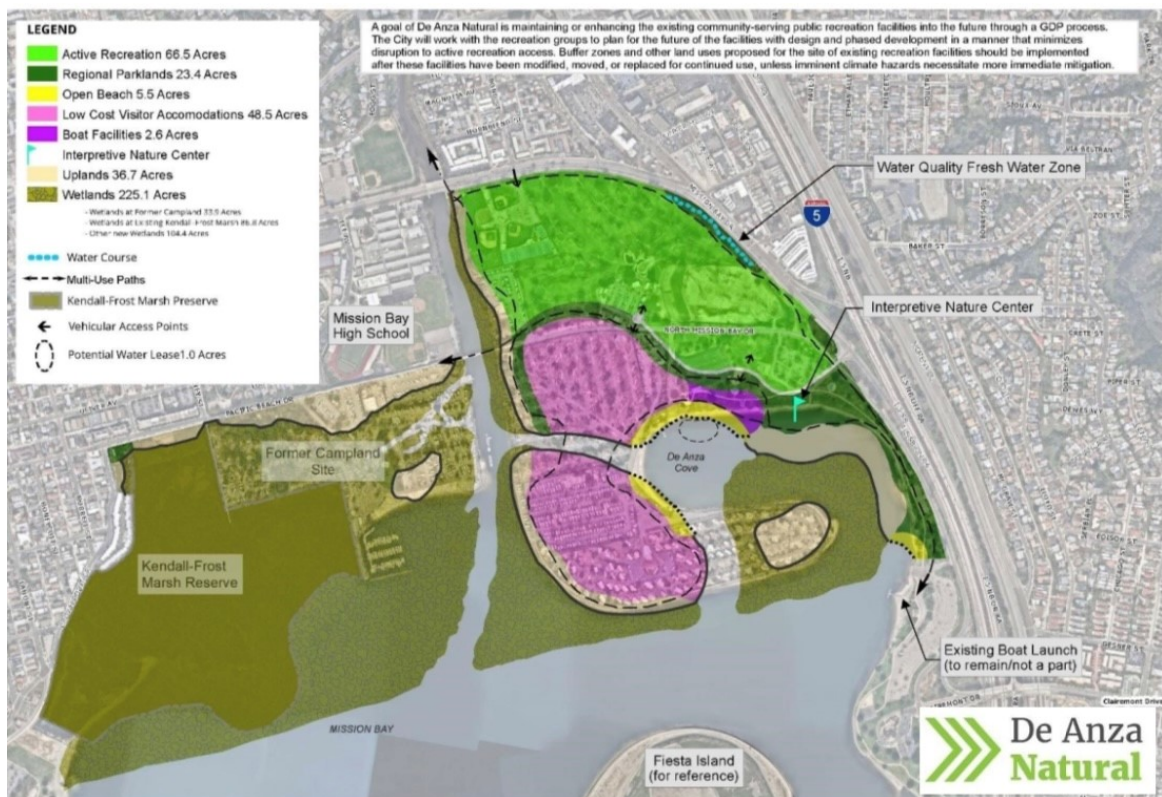 LEGEND
Active Recreation 66.5 Acres
Regional Parklands 23.4 Acres
Open Beach 5.5 Acres
Low Cost Visitor Accomodations 48.5 Acres
Boat Facilities 2.6 Acres
Interpretive Nature Center
Uplands 36.7 Acres
Wetlands 225.1 Acres
- Wetlands at Former Campland
- Wetlands at Existing Kendall-Frost Marsh
- Other new Wetlands 104.4 Acres
Water Course
Multi-Use Paths
Kendall-Frost Marsh Preserve
Vehicular Access Points
Potential Water Lease1.0 Acres
A goal of De Anza Natural is maintaining or enhancing the existing community-serving public recreation facilities into the future through a GDP process.
The City will work with the recreation groups to plan for the future of the facilities with design and phased development in a manner that minimizes
disruption to active recreation access. Buffer zones and other land uses proposed for the site of existing recreation facilities should be implemented
after these facilities have been modified, moved, or replaced for continued use, unless imminent climate hazards necessitate more immediate mitigation.
Water Quality Fresh Water Zone
5
Interpretive Nature Center
Mission Bay
High School
NORTH MISSION BAY DR
PACIFIC BEACH DR
Former Campland
Site
De Anza
Cove
Kendall-Frost
Marsh Reserve
Existing Boat Launch
(to remain/not a part)
MISSION BAY
Fiesta Island
(for reference)
Clairemont Drive
De Anza
Natural